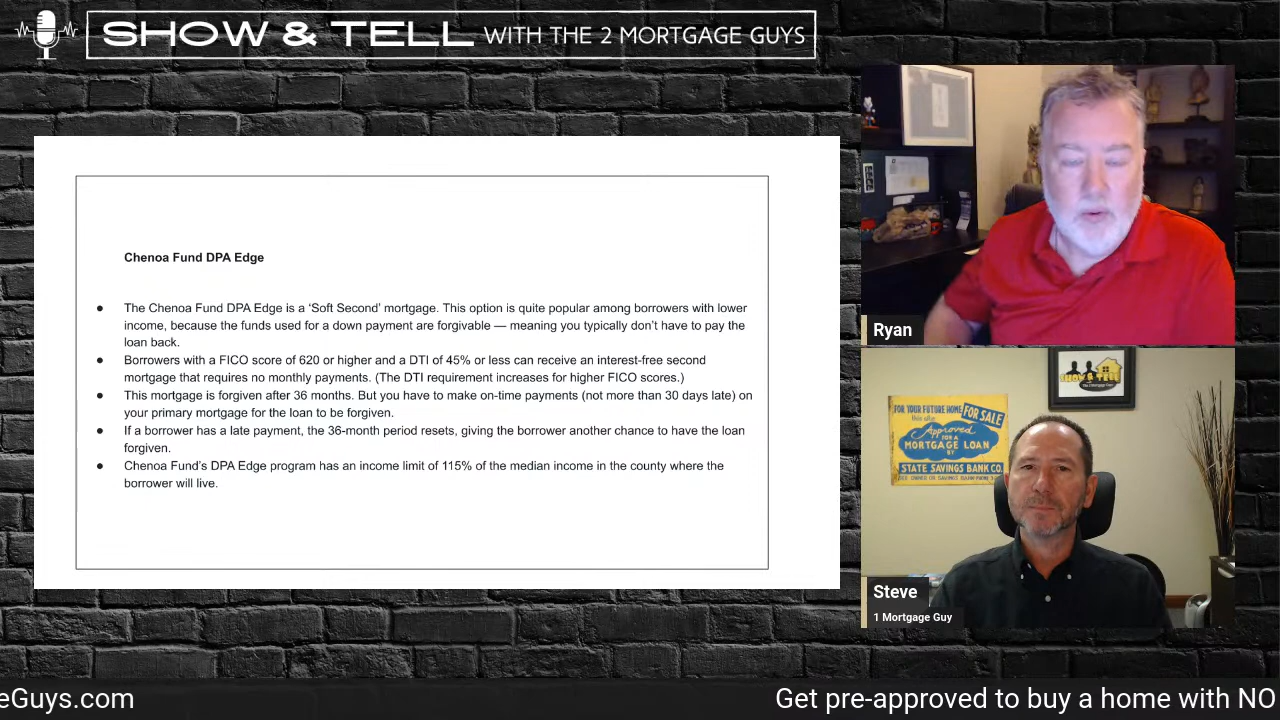 SHOW & TELL WITH THE 2 MORTGAGE GUYS
Chenoa Fund DPA Edge
● The Chenoa Fund DPA Edge is a ‘Soft Second’ mortgage. This option is quite popular among borrowers with lower
income, because the funds used for a down payment are forgivable — meaning you typically don’t have to pay the
loan back.
● Borrowers with a FICO score of 620 or higher and a DTI of 45% or less can receive an interest-free second
mortgage that requires no monthly payments. (The DTI requirement increases for higher FICO scores.)
● This mortgage is forgiven after 36 months. But you have to make on-time payments (not more than 30 days late) on
your primary mortgage for the loan to be forgiven.
● If a borrower has a late payment, the 36-month period resets, giving the borrower another chance to have the loan
forgiven.
● Chenoa Fund’s DPA Edge program has an income limit of 115% of the median income in the county where the
borrower will live.
Ryan
SHOW & TELL
FOR YOUR FUTURE HOME FOR SALE
Approved
FOR A
MORTGAGE LOAN
BY
STATE SAVINGS BANK CO.
Steve
1 Mortgage Guy
eGuys.com
Get pre-approved to buy a home with NO